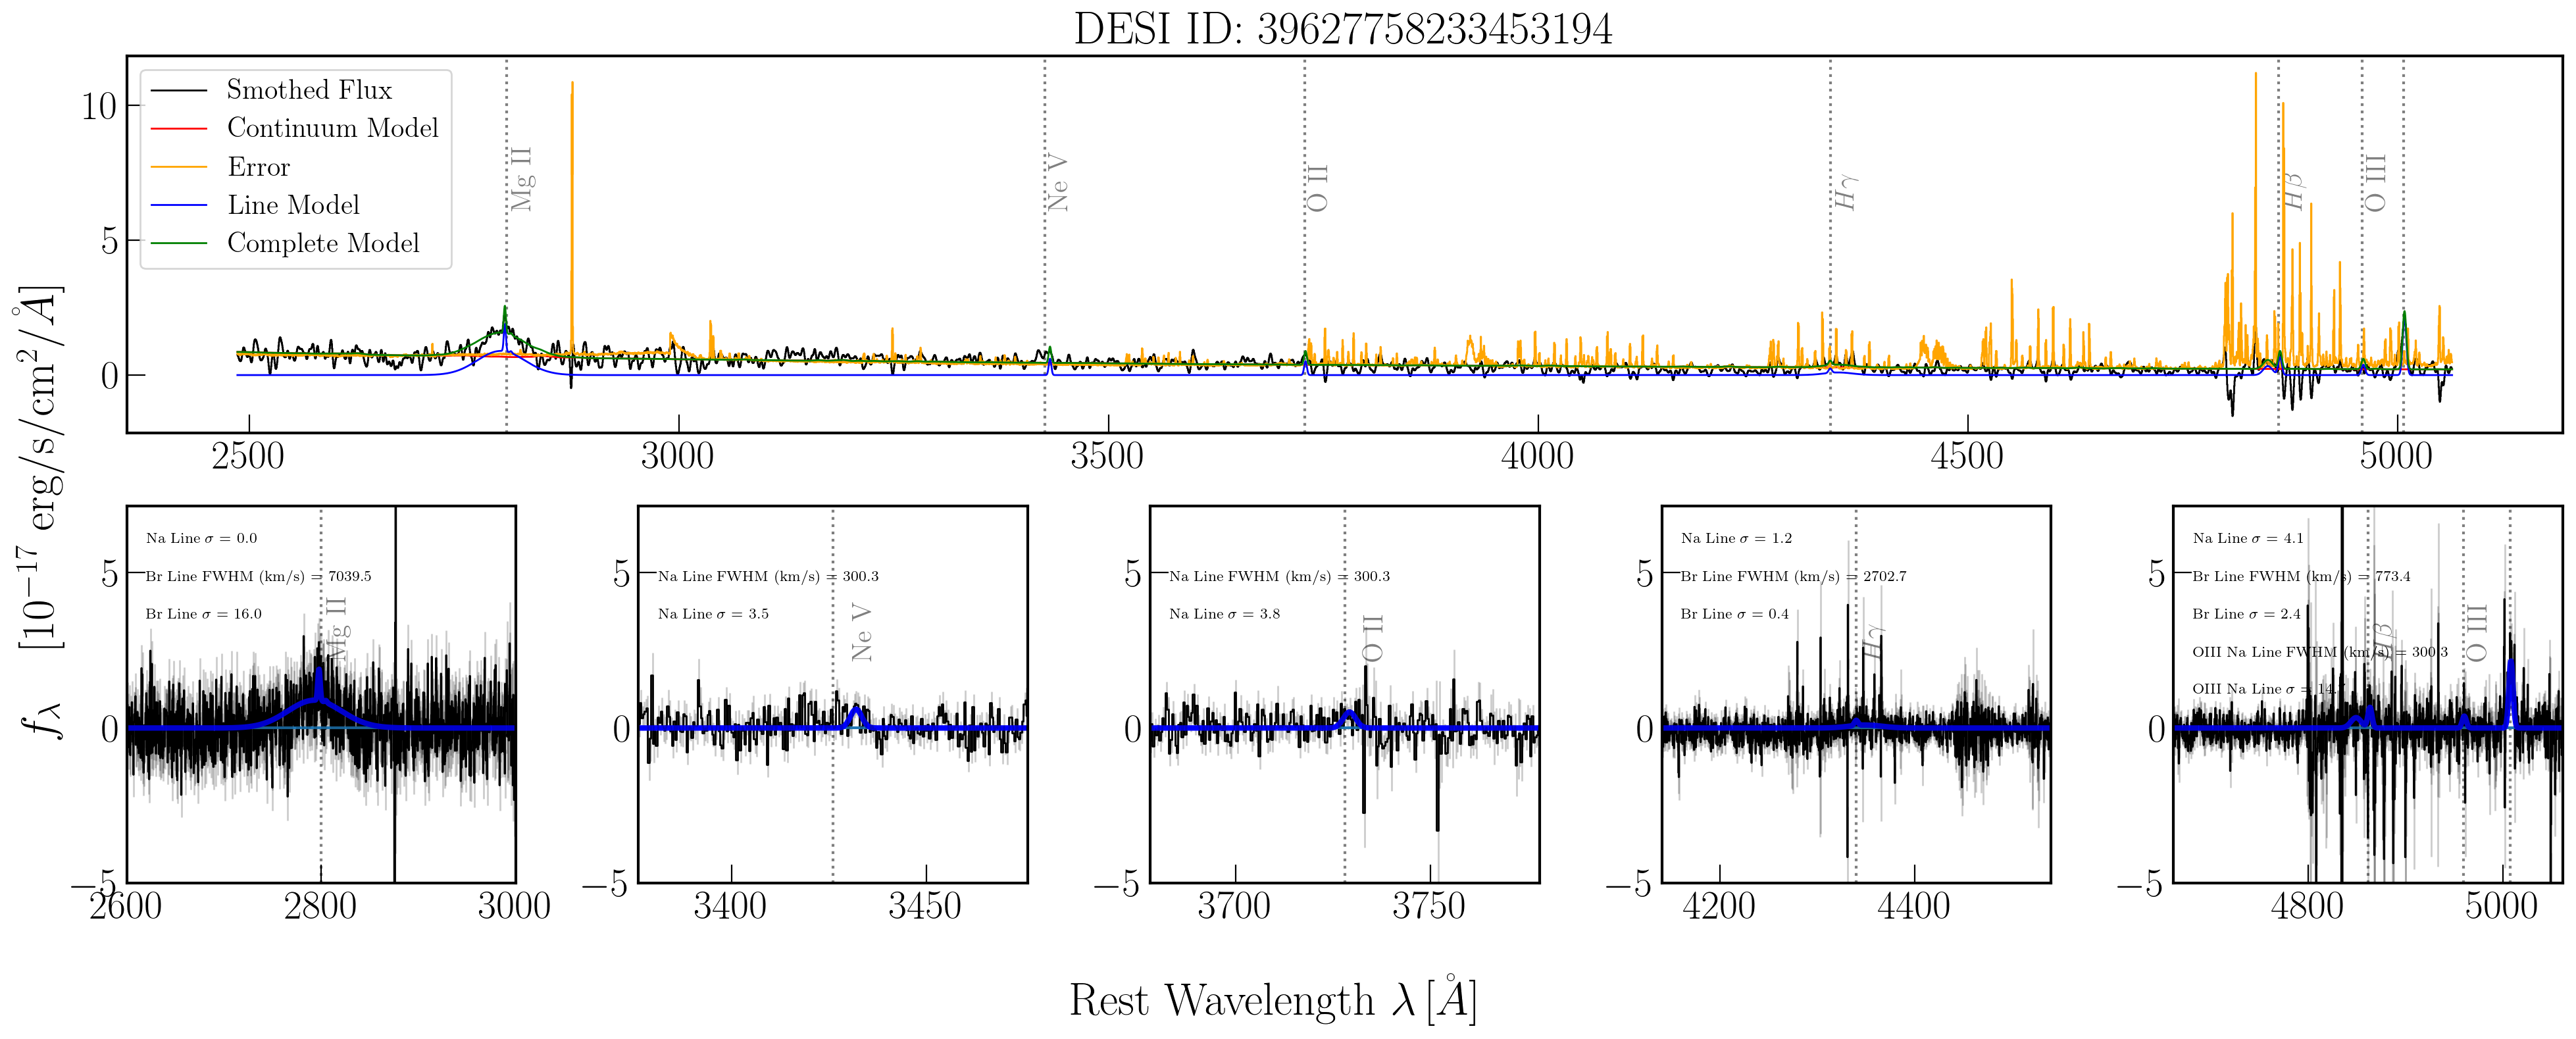 DESI ID: 39627758233453194
Smothed Flux
Continuum Model
Error
Line Model
Complete Model
Mg II
Ne V
O II
Hγ
Hβ
O III
10
5
0
2500 3000 3500 4000 4500 5000
f_λ [10^{-17} erg/s/cm^2/Å]
Na Line σ = 0.0
Br Line FWHM (km/s) = 7039.5
Br Line σ = 16.0
Mg II
5
0
−5
2600 2800 3000
Na Line FWHM (km/s) = 300.3
Na Line σ = 3.5
Ne V
5
0
−5
3400 3450
Na Line FWHM (km/s) = 300.3
Na Line σ = 3.8
O II
5
0
−5
3700 3750
Na Line σ = 1.2
Br Line FWHM (km/s) = 2702.7
Br Line σ = 0.4
Hγ
5
0
−5
4200 4400
Na Line σ = 4.1
Br Line FWHM (km/s) = 773.4
Br Line σ = 2.4
OIII Na Line FWHM (km/s) = 300.3
OIII Na Line σ =
Hβ
O III
5
0
−5
4800 5000
Rest Wavelength λ [Å]